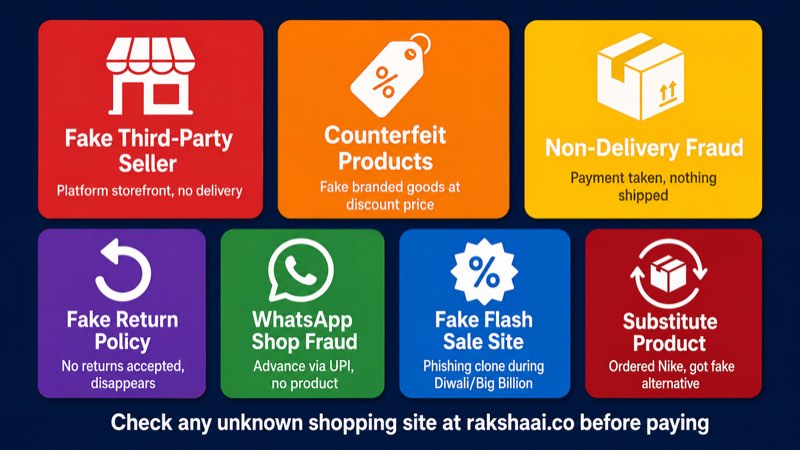 Fake Third-Party
Seller
Platform storefront, no delivery
Counterfeit
Products
Fake branded goods at
discount price
Non-Delivery Fraud
Payment taken, nothing
shipped
Fake Return
Policy
No returns accepted,
disappears
WhatsApp
Shop Fraud
Advance via UPI,
no product
Fake Flash
Sale Site
Phishing clone during
Diwali/Big Billion
Substitute
Product
Ordered Nike, got fake
alternative
Check any unknown shopping site at rakshaai.co before paying